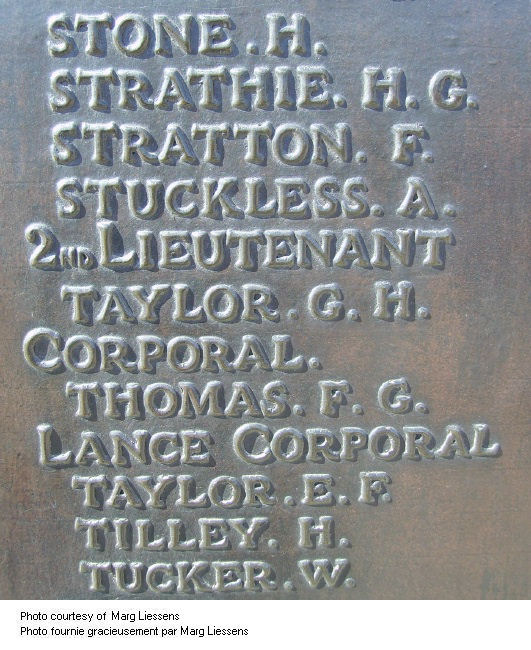 STONE. H.
STRATHIE. H. G.
STRATTON. F.
STUCKLESS. A.
2ND LIEUTENANT
TAYLOR. G. H.
CORPORAL.
THOMAS. F. G.
LANCE CORPORAL
TAYLOR. E. F.
TILLEY. H.
TUCKER. W.
Photo courtesy of Marg Liessens
Photo fournie gracieusement par Marg Liessens